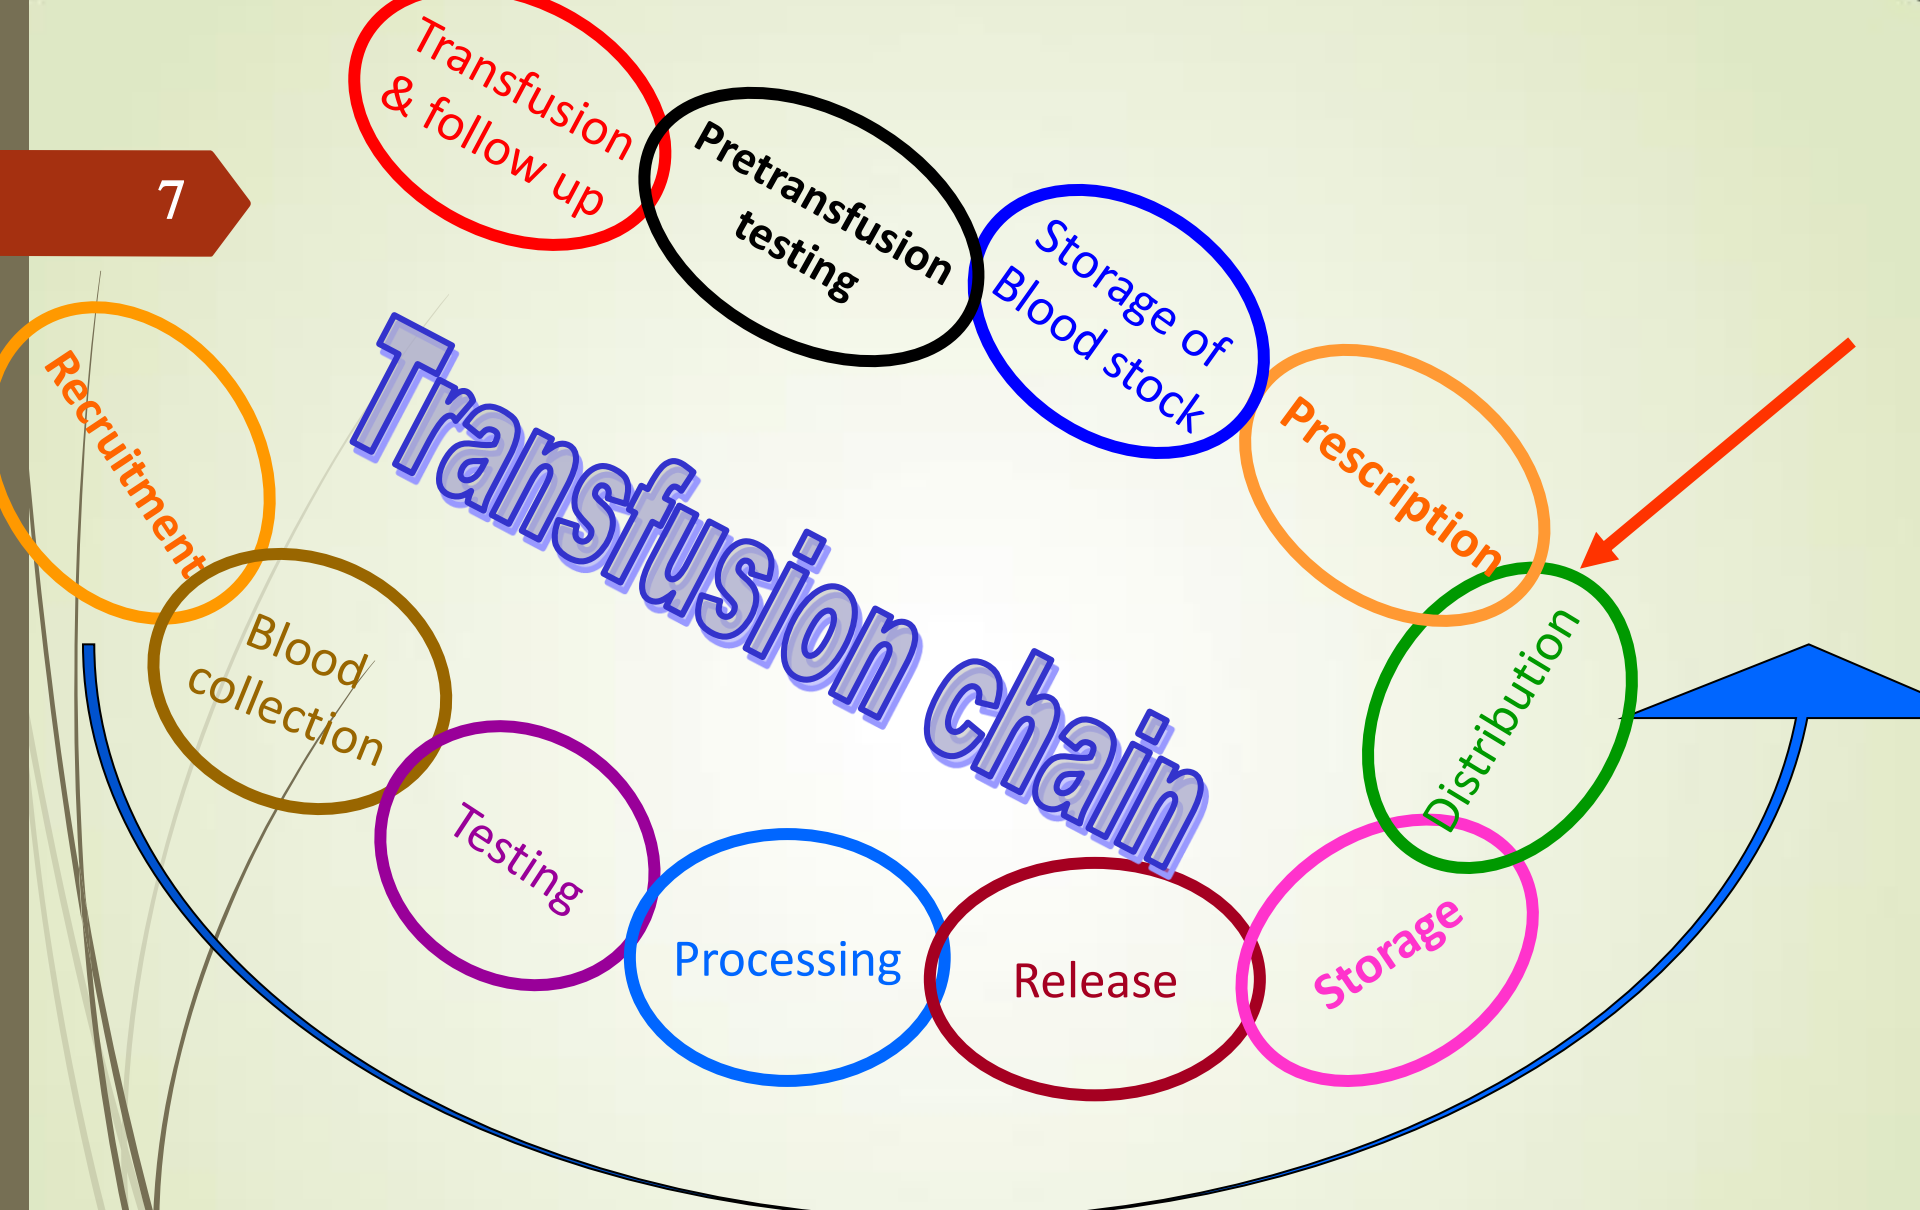 7
Transfusion
& follow up
Pretransfusion
testing
Storage of
Blood stock
Prescription
Distribution
Recruitment
Blood
collection
Testing
Processing
Release
Storage
Transfusion chain